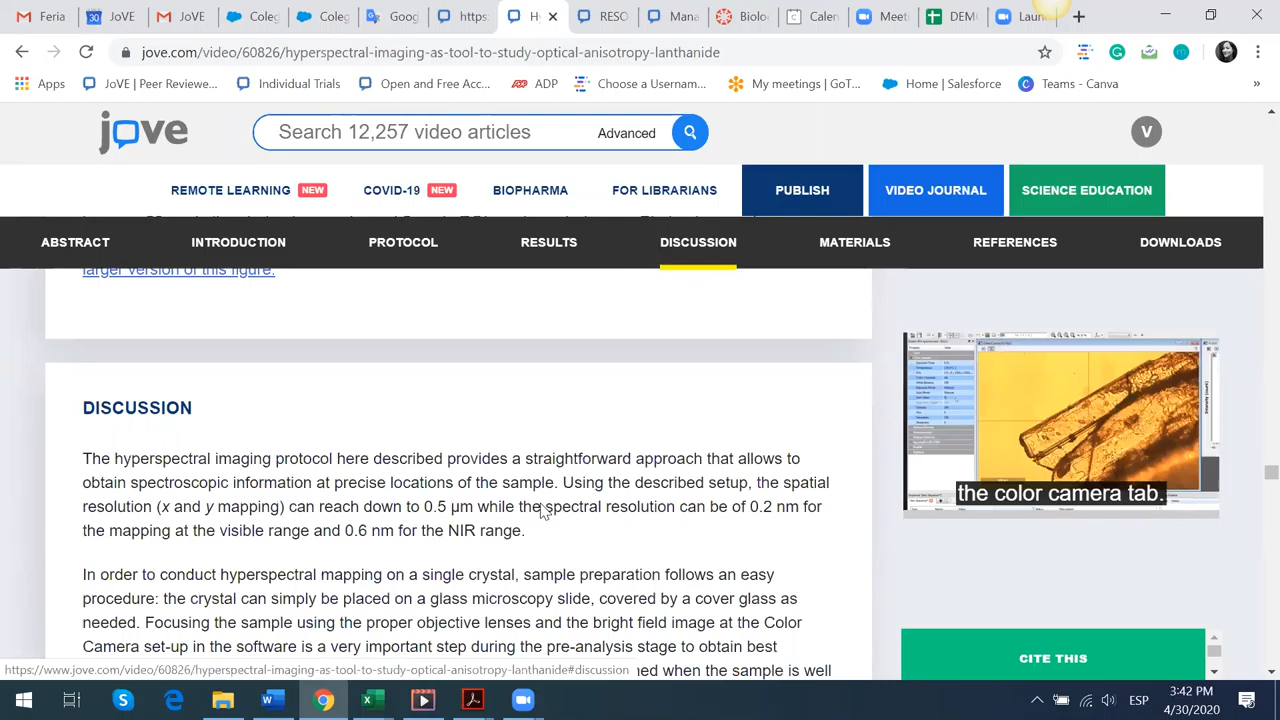 Feria
JoVE
Coleg
Coleg
Goog
https:
Hy
RESO
Mana
Biolo
Calen
Meet
DEM
Laun
jove.com/video/60826/hyperspectral-imaging-as-tool-to-study-optical-anisotropy-lanthanide
Apps
JoVE | Peer Reviewe...
Individual Trials
Open and Free Acc...
ADP
Choose a Usernam...
My meetings | GoT...
Home | Salesforce
Teams - Canva
»
jove
Search 12,257 video articles
Advanced
V
REMOTE LEARNING NEW
COVID-19 NEW
BIOPHARMA
FOR LIBRARIANS
PUBLISH
VIDEO JOURNAL
SCIENCE EDUCATION
ABSTRACT
INTRODUCTION
PROTOCOL
RESULTS
DISCUSSION
MATERIALS
REFERENCES
DOWNLOADS
larger version of this figure.
DISCUSSION
The hyperspectral imaging protocol here described provides a straightforward approach that allows to
obtain spectroscopic information at precise locations of the sample. Using the described setup, the spatial
resolution (x and y mapping) can reach down to 0.5 µm while the spectral resolution can be of 0.2 nm for
the mapping at the visible range and 0.6 nm for the NIR range.
In order to conduct hyperspectral mapping on a single crystal, sample preparation follows an easy
procedure: the crystal can simply be placed on a glass microscopy slide, covered by a cover glass as
needed. Focusing the sample using the proper objective lenses and the bright field image at the Color
Camera set-up in the software is a very important step during the pre-analysis stage to obtain best
ed when the sample is well
the color camera tab.
CITE THIS
https://www.jove.com/video/60826/hyperspectral-imaging-as-tool-to-study-optical-anisotropy-lanthanide#discussion
ESP
3:42 PM
4/30/2020